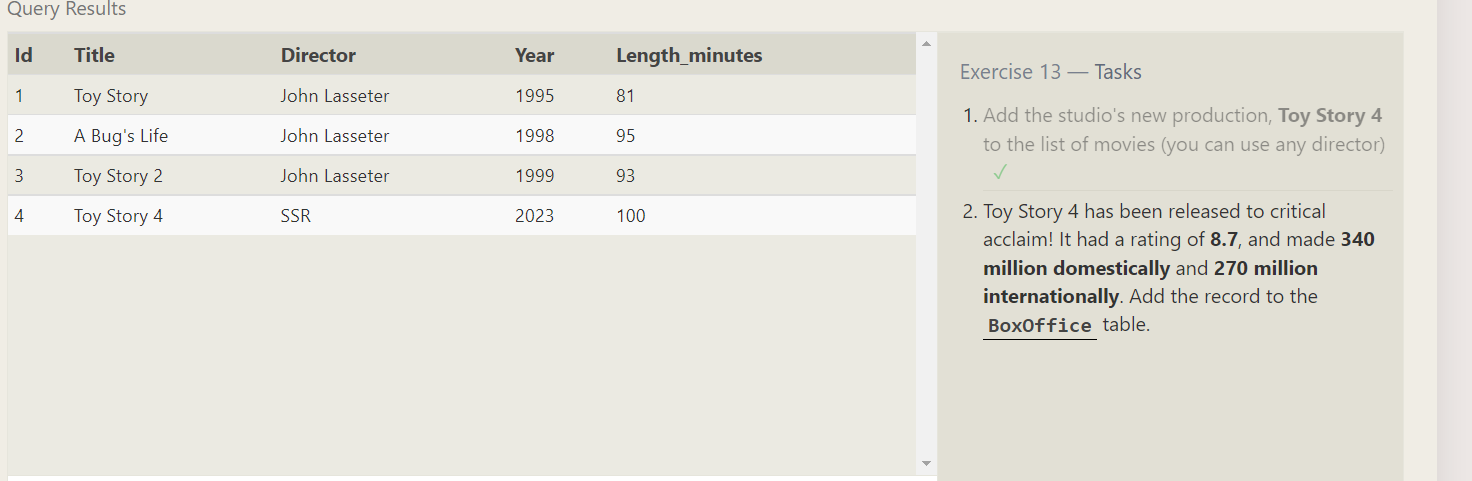 Query Results
Id Title Director Year Length_minutes
1 Toy Story John Lasseter 1995 81
2 A Bug's Life John Lasseter 1998 95
3 Toy Story 2 John Lasseter 1999 93
4 Toy Story 4 SSR 2023 100
Exercise 13 — Tasks
1. Add the studio's new production, Toy Story 4
to the list of movies (you can use any director)
✓
2. Toy Story 4 has been released to critical
acclaim! It had a rating of 8.7, and made 340
million domestically and 270 million
internationally. Add the record to the
BoxOffice table.